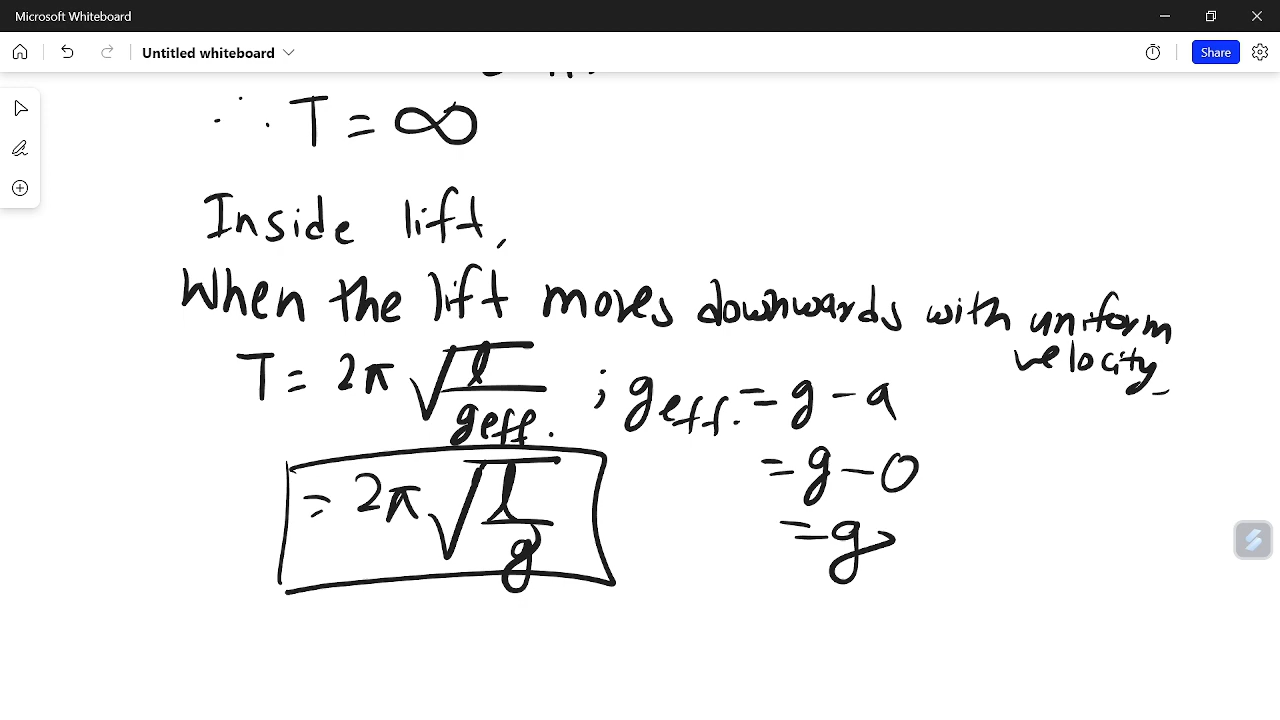 Microsoft Whiteboard
Untitled whiteboard
Share
∴ T = ∞
Inside lift,
When the lift moves downwards with uniform
velocity.
T = 2π √(l/geff.) ; geff. = g - a
= 2π √(l/g)
= g - 0
= g